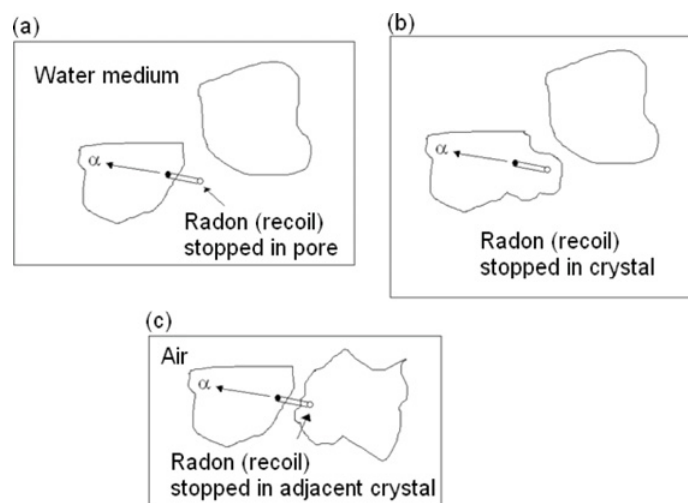 (a)
Water medium
α
Radon (recoil)
stopped in pore
(b)
α
Radon (recoil)
stopped in crystal
(c)
Air
α
Radon (recoil)
stopped in adjacent crystal